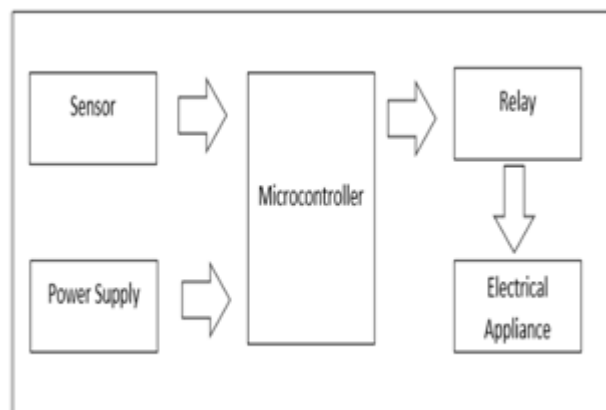 Sensor
Relay
Microcontroller
Power Supply
Electrical
Appliance